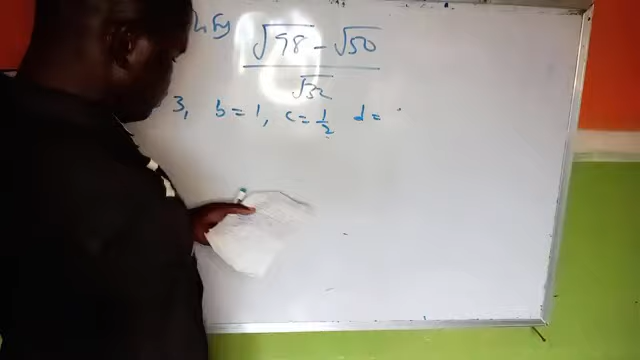 √98 - √50
√32
3, b = 1, c = 1/2 d =